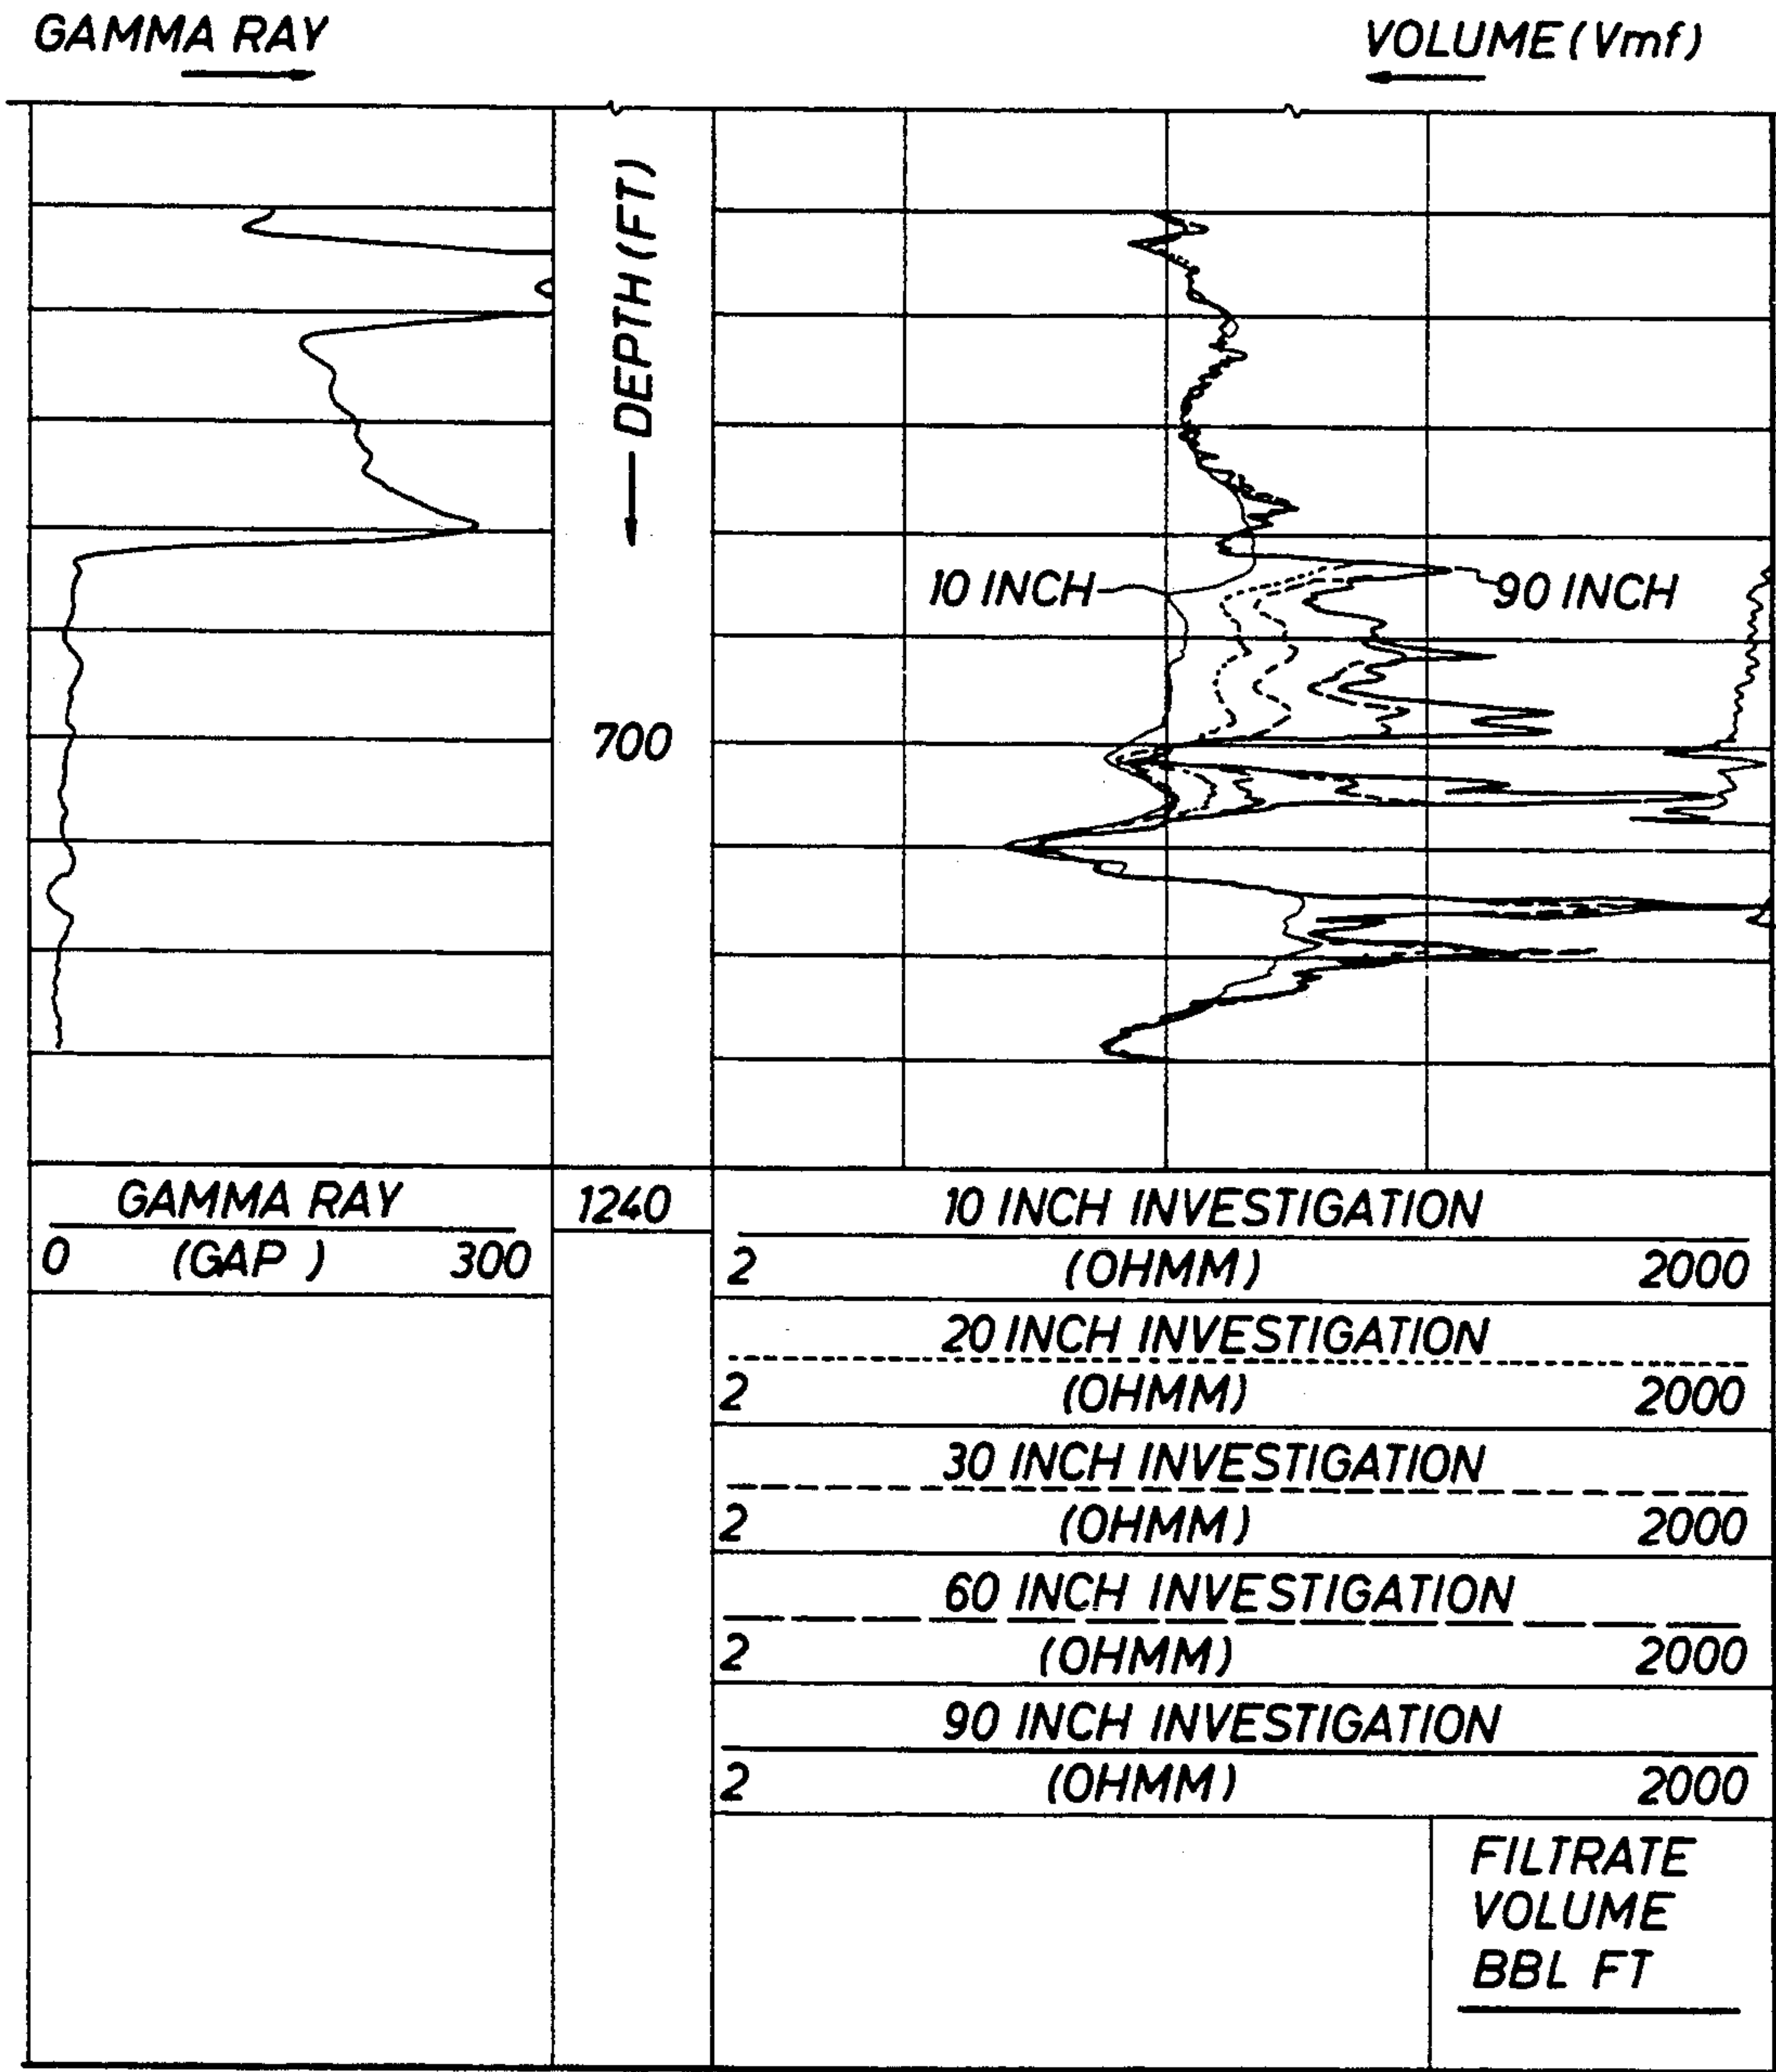 GAMMA RAY
VOLUME (Vmf)
DEPTH (FT)
10 INCH
90 INCH
700
GAMMA RAY
0 (GAP) 300
1240
10 INCH INVESTIGATION
2 (OHMM) 2000
20 INCH INVESTIGATION
2 (OHMM) 2000
30 INCH INVESTIGATION
2 (OHMM) 2000
60 INCH INVESTIGATION
2 (OHMM) 2000
90 INCH INVESTIGATION
2 (OHMM) 2000
FILTRATE
VOLUME
BBL FT